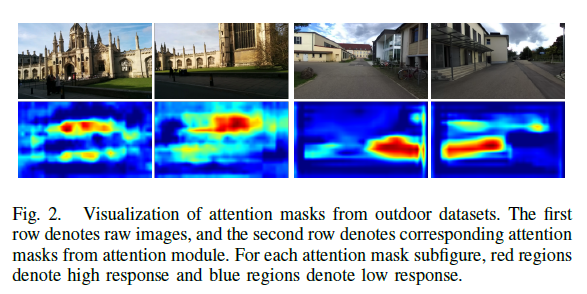 Fig. 2. Visualization of attention masks from outdoor datasets. The first
row denotes raw images, and the second row denotes corresponding attention
masks from attention module. For each attention mask subfigure, red regions
denote high response and blue regions denote low response.